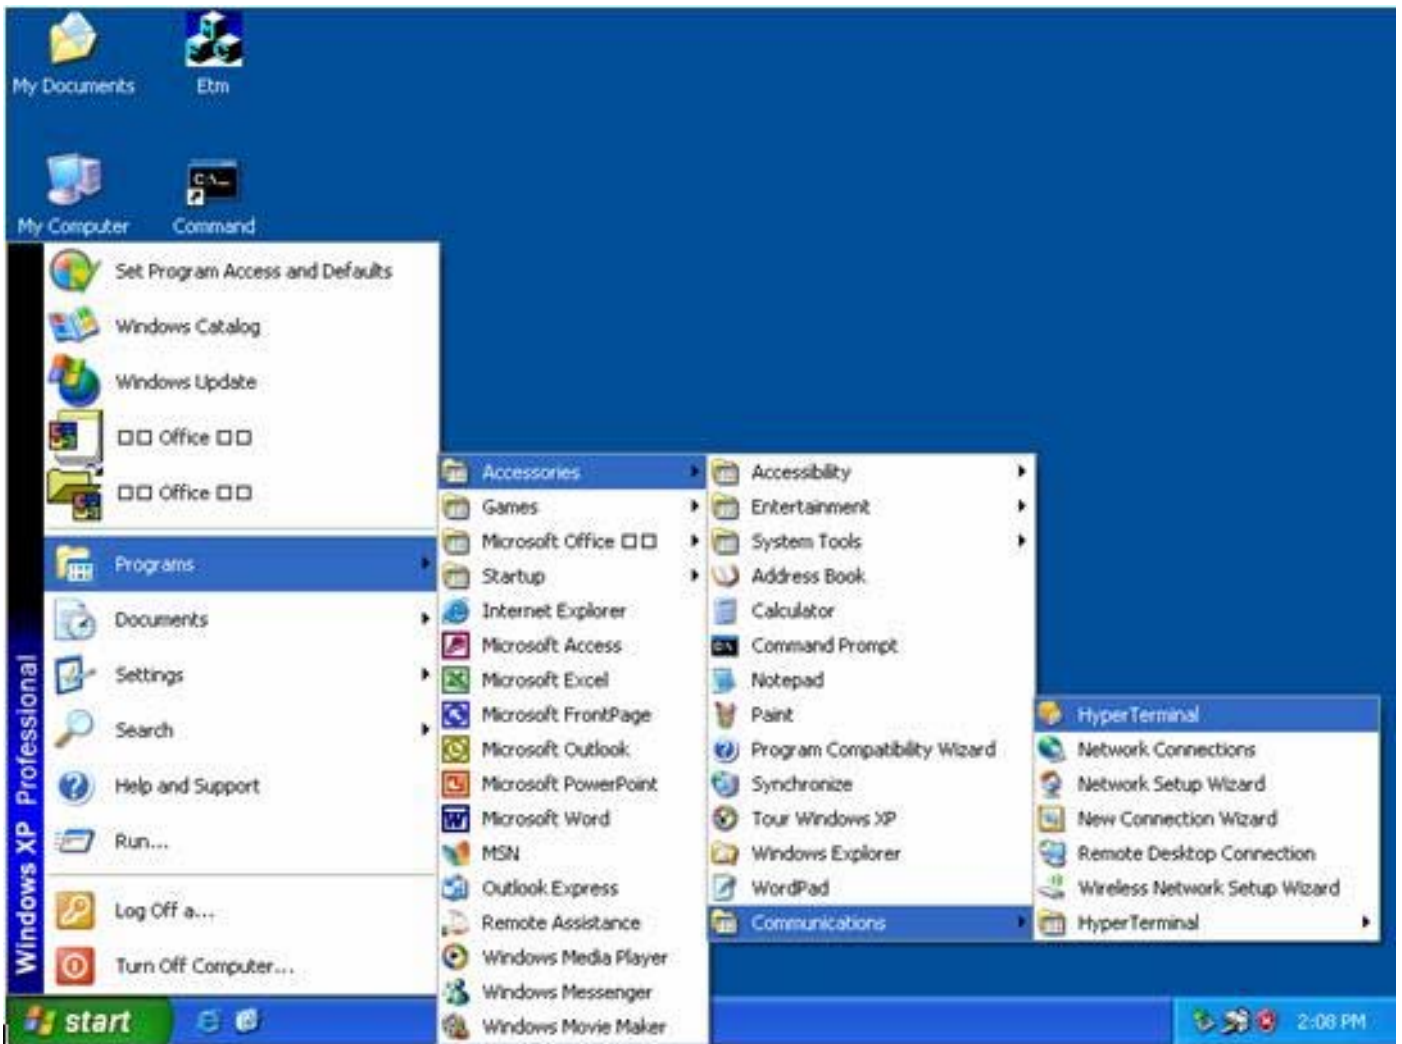 My Documents
Etm
My Computer
Command
Set Program Access and Defaults
Windows Catalog
Windows Update
□□ Office □□
□□ Office □□
Programs
Documents
Settings
Search
Help and Support
Run...
Log Off a...
Turn Off Computer...
Windows XP Professional
Accessories
Games
Microsoft Office □□
Startup
Internet Explorer
Microsoft Access
Microsoft Excel
Microsoft FrontPage
Microsoft Outlook
Microsoft PowerPoint
Microsoft Word
MSN
Outlook Express
Remote Assistance
Windows Media Player
Windows Messenger
Windows Movie Maker
Accessibility
Entertainment
System Tools
Address Book
Calculator
Command Prompt
Notepad
Paint
Program Compatibility Wizard
Synchronize
Tour Windows XP
Windows Explorer
WordPad
Communications
HyperTerminal
Network Connections
Network Setup Wizard
New Connection Wizard
Remote Desktop Connection
Wireless Network Setup Wizard
HyperTerminal
start
2:08 PM